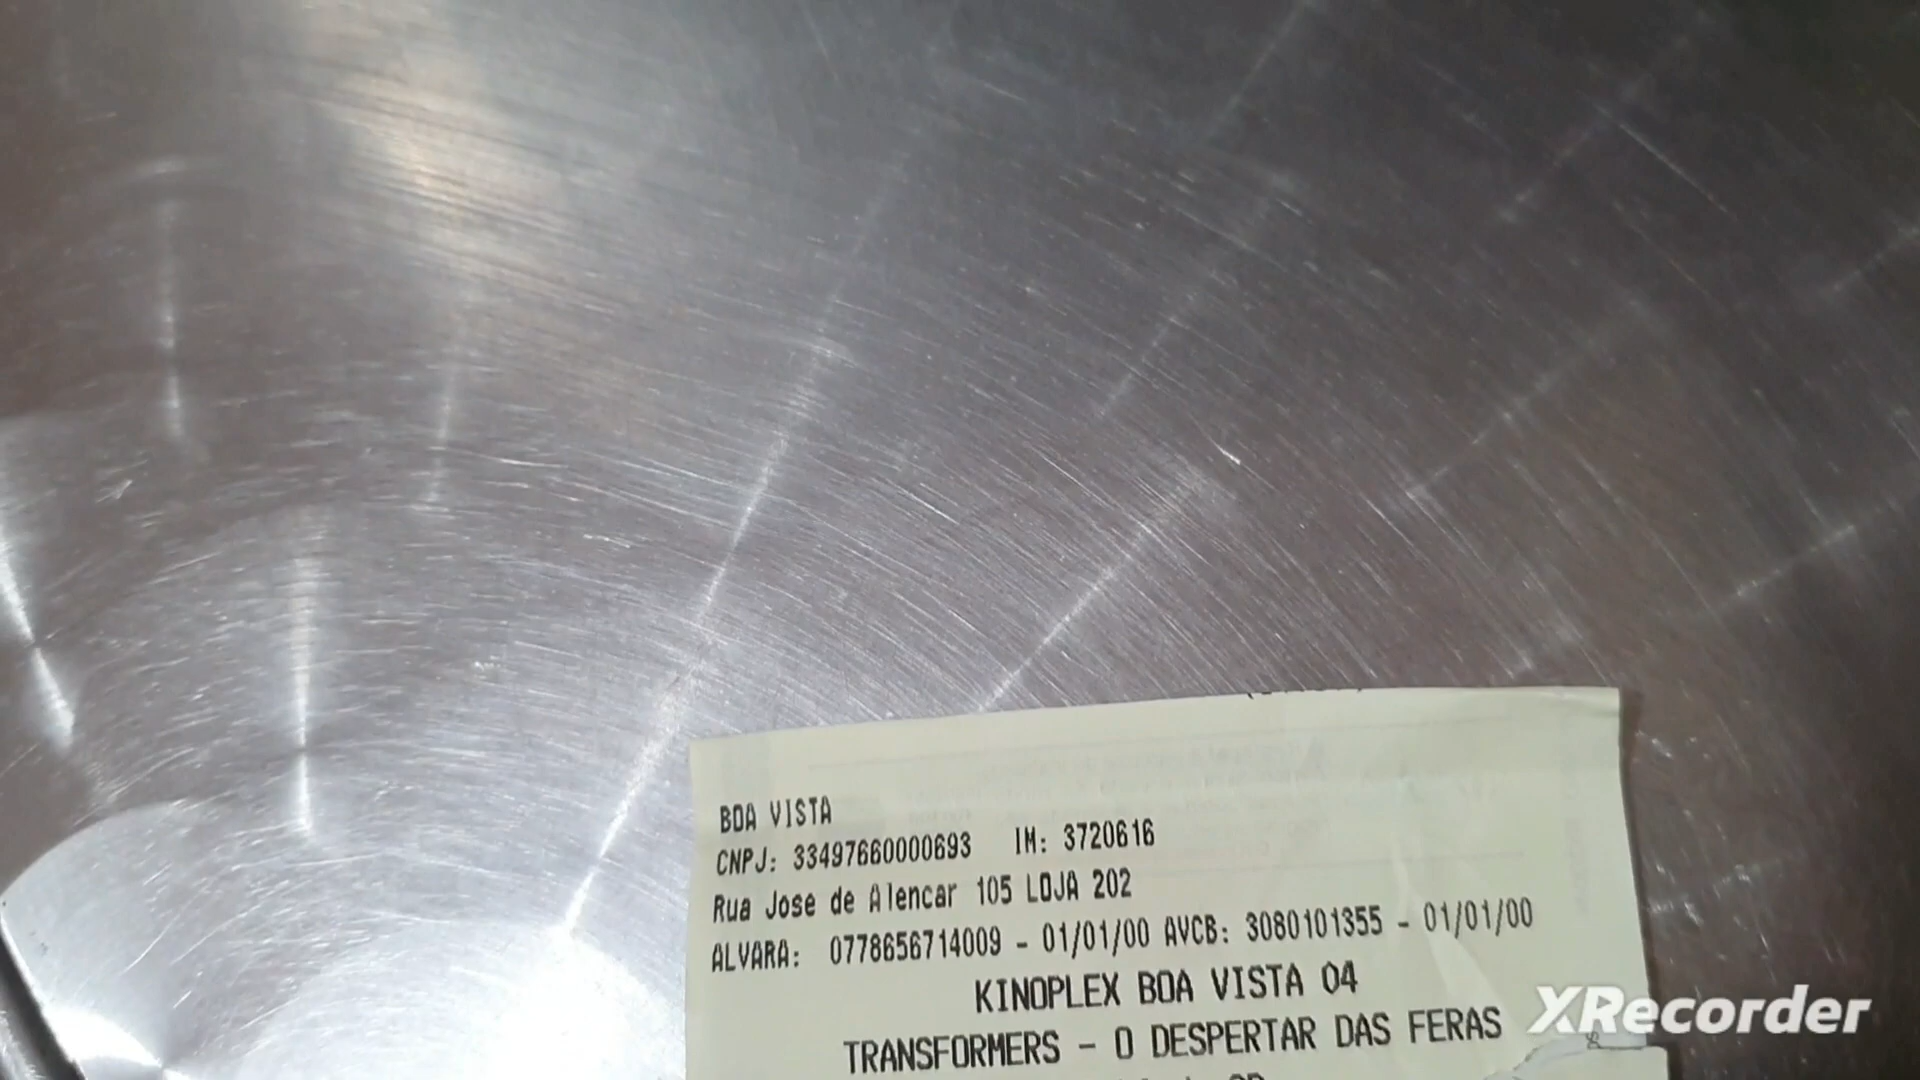 BOA VISTA
CNPJ: 33497660000693 IM: 3720616
Rua Jose de Alencar 105 LOJA 202
ALVARA: 0778656714009 - 01/01/00 AVCB: 3080101355 - 01/01/00
KINOPLEX BOA VISTA 04
TRANSFORMERS - O DESPERTAR DAS FERAS
XRecorder